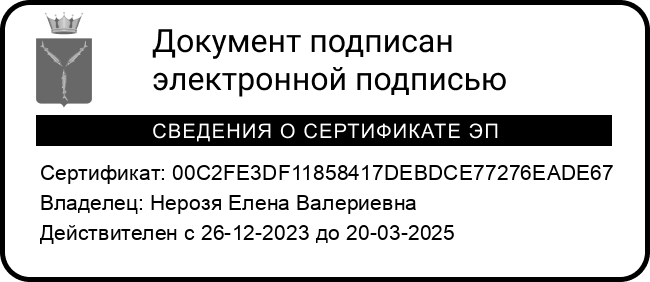 Документ подписан
электронной подписью
СВЕДЕНИЯ О СЕРТИФИКАТЕ ЭП
Сертификат: 00C2FE3DF11858417DEBDCE77276EADE67
Владелец: Нерозя Елена Валериевна
Действителен с 26-12-2023 до 20-03-2025